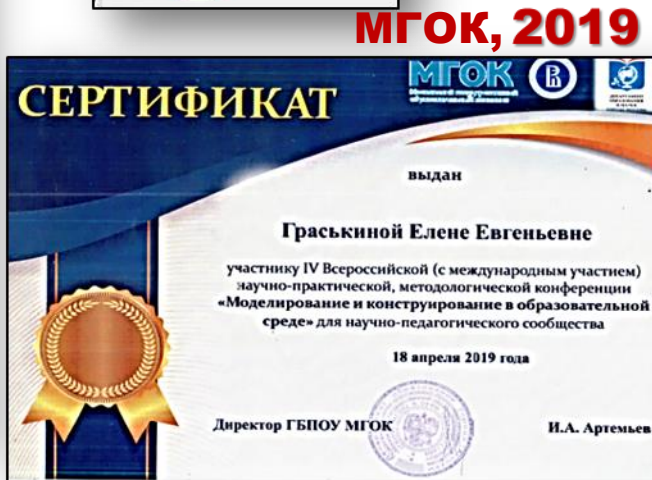 МГОК, 2019
МГОК
СЕРТИФИКАТ
выдан
Граськиной Елене Евгеньевне
участнику IV Всероссийской (с международным участием)
научно-практической, методологической конференции
«Моделирование и конструирование в образовательной
среде» для научно-педагогического сообщества
18 апреля 2019 года
Директор ГБПОУ МГОК
И.А. Артемьев